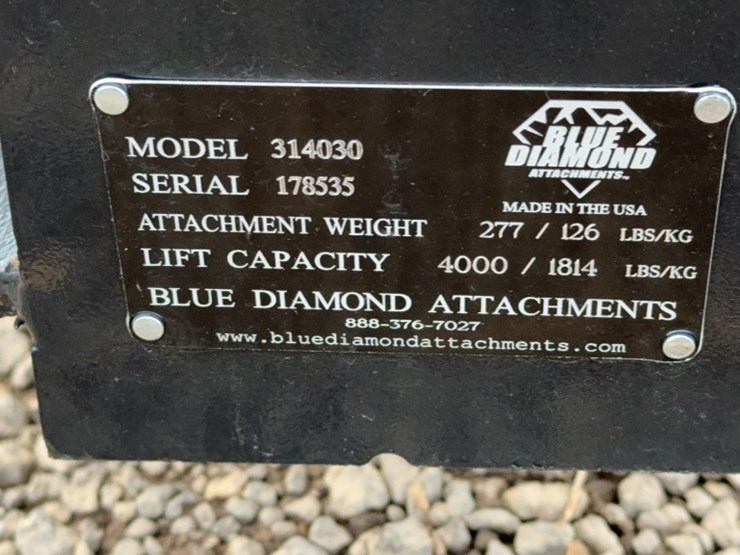 BLUE
DIAMOND
ATTACHMENTS™
MADE IN THE USA
MODEL 314030
SERIAL 178535
ATTACHMENT WEIGHT 277 / 126 LBS/KG
LIFT CAPACITY 4000 / 1814 LBS/KG
BLUE DIAMOND ATTACHMENTS
888-376-7027
www.bluediamondattachments.com